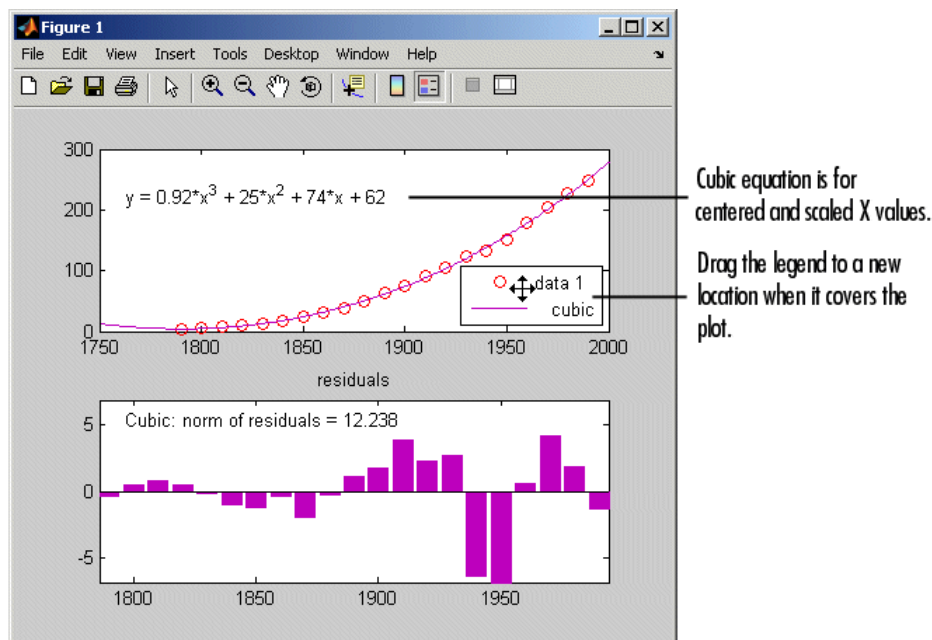 Figure 1
File Edit View Insert Tools Desktop Window Help
300
200
100
0
y = 0.92*x³ + 25*x² + 74*x + 62
data 1
cubic
1750 1800 1850 1900 1950 2000
Cubic equation is for
centered and scaled X values.
Drag the legend to a new
location when it covers the
plot.
residuals
5
0
-5
Cubic: norm of residuals = 12.238
1800 1850 1900 1950